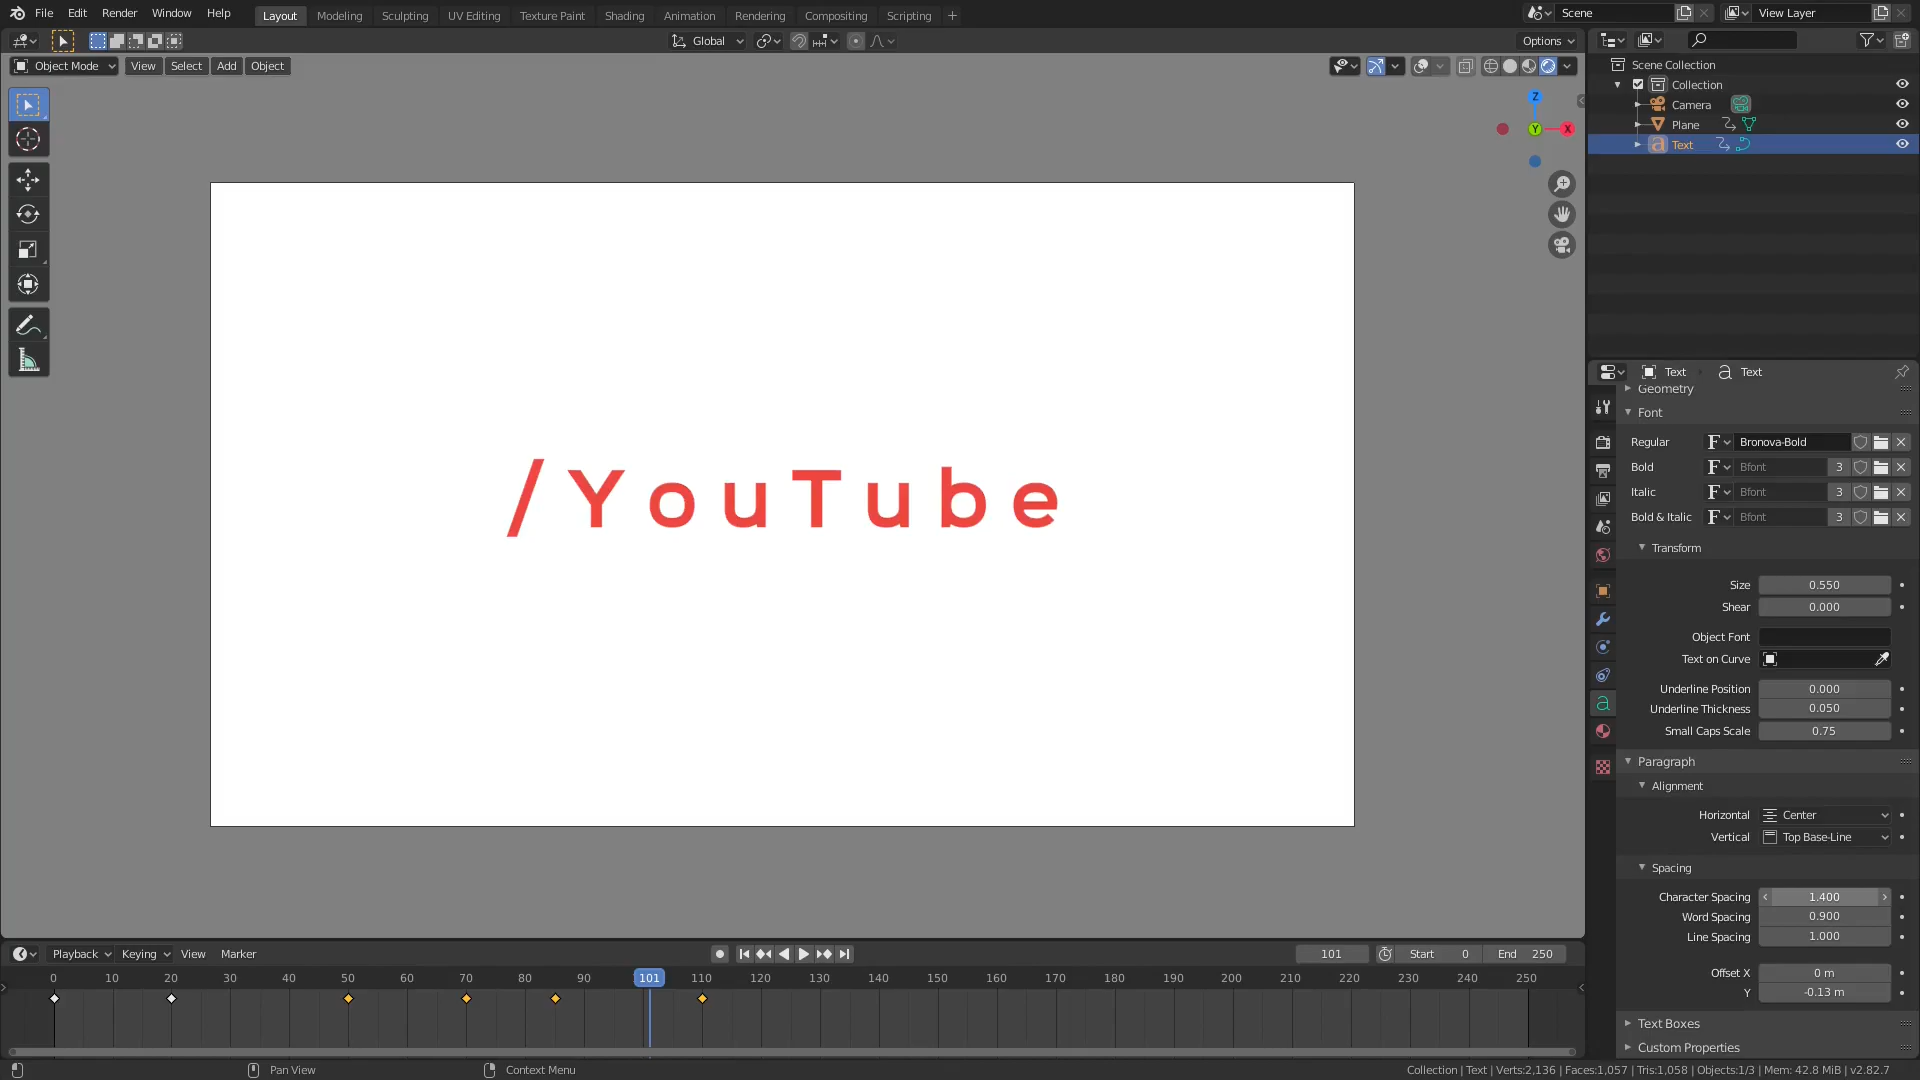 File Edit Render Window Help Layout Modeling Sculpting UV Editing Texture Paint Shading Animation Rendering Compositing Scripting + Scene View Layer
Global Options
Object Mode View Select Add Object
Z
Y X
/YouTube
Scene Collection
Collection
Camera
Plane
Text
Text Text
Geometry
Font
Regular F Bronova-Bold
Bold F Bfont 3
Italic F Bfont 3
Bold & Italic F Bfont 3
Transform
Size 0.550
Shear 0.000
Object Font
Text on Curve
Underline Position 0.000
Underline Thickness 0.050
Small Caps Scale 0.75
Paragraph
Alignment
Horizontal Center
Vertical Top Base-Line
Spacing
Character Spacing 1.400
Word Spacing 0.900
Line Spacing 1.000
Offset X 0 m
Y -0.13 m
Text Boxes
Custom Properties
Playback Keying View Marker 101 Start 0 End 250
0 10 20 30 40 50 60 70 80 90 101 110 120 130 140 150 160 170 180 190 200 210 220 230 240 250
Pan View Context Menu Collection | Text | Verts:2,136 | Faces:1,057 | Tris:1,058 | Objects:1/3 | Mem: 42.8 MiB | v2.82.7